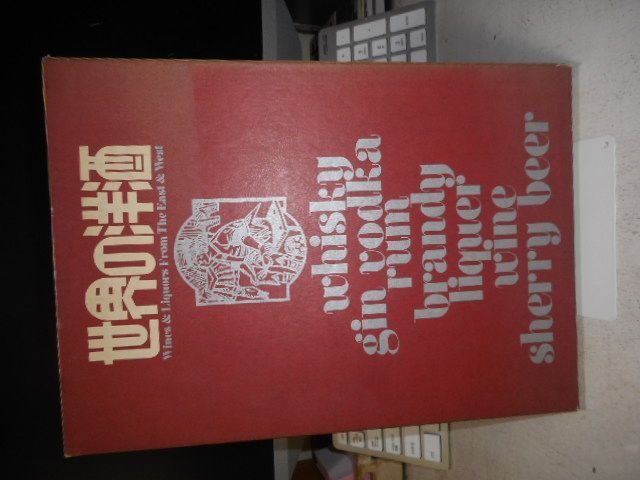 世界の洋酒
Wines & Liquors From The East & West
whisky
gin vodka
rum
brandy
liquer
wine
sherry beer